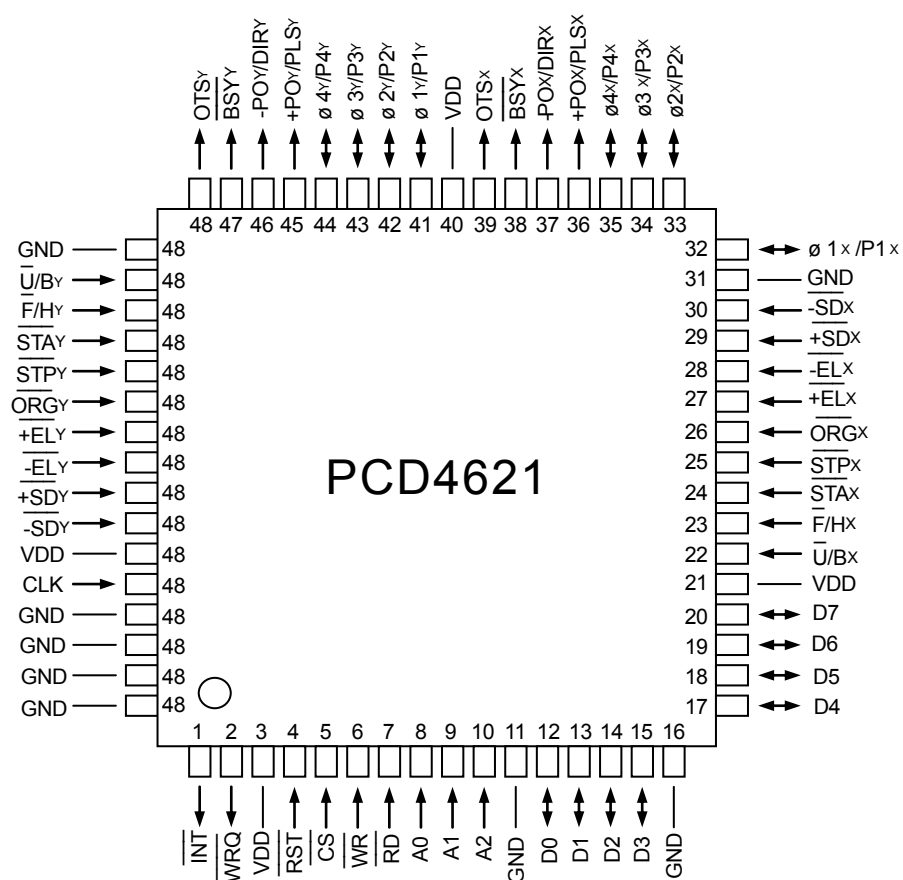 OTSY
BSYY
-POY/DIRY
+POY/PLSY
ø 4Y/P4Y
ø 3Y/P3Y
ø 2Y/P2Y
ø 1Y/P1Y
VDD
OTSX
BSYX
-POX/DIRX
+POX/PLSX
ø4X/P4X
ø3 X/P3X
ø2X/P2X
48 47 46 45 44 43 42 41 40 39 38 37 36 35 34 33
GND 48
U/BY 48
F/HY 48
STAY 48
STPY 48
ORGY 48
+ELY 48
-ELY 48
+SDY 48
-SDY 48
VDD 48
CLK 48
GND 48
GND 48
GND 48
GND 48
PCD4621
32 ø 1X/P1X
31 GND
30 -SDX
29 +SDX
28 -ELX
27 +ELX
26 ORGX
25 STPX
24 STAX
23 F/HX
22 U/BX
21 VDD
20 D7
19 D6
18 D5
17 D4
1 2 3 4 5 6 7 8 9 10 11 12 13 14 15 16
INT
WRQ
VDD
RST
CS
WR
RD
A0
A1
A2
GND
D0
D1
D2
D3
GND